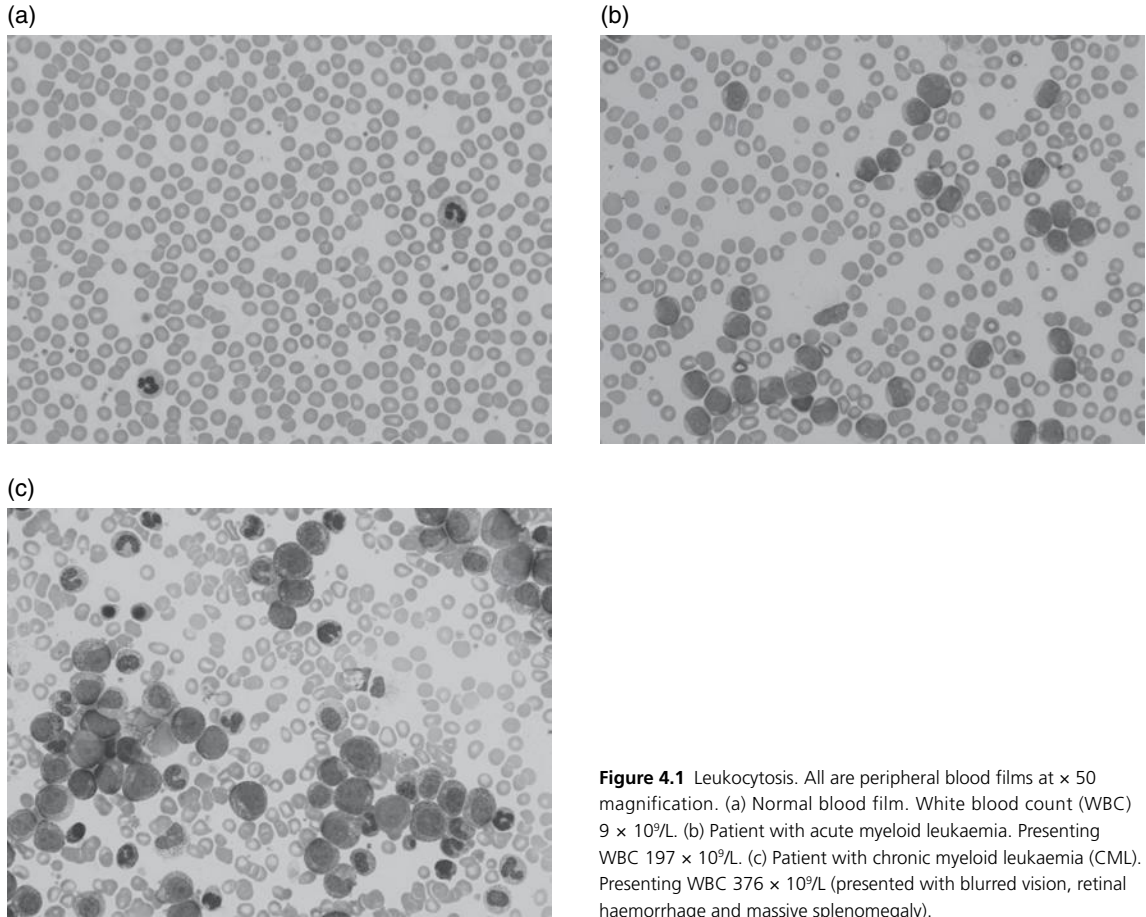 (a)
(b)
(c)
Figure 4.1 Leukocytosis. All are peripheral blood films at × 50
magnification. (a) Normal blood film. White blood count (WBC)
9 × 10⁹/L. (b) Patient with acute myeloid leukaemia. Presenting
WBC 197 × 10⁹/L. (c) Patient with chronic myeloid leukaemia (CML).
Presenting WBC 376 × 10⁹/L (presented with blurred vision, retinal
haemorrhage and massive splenomegaly).